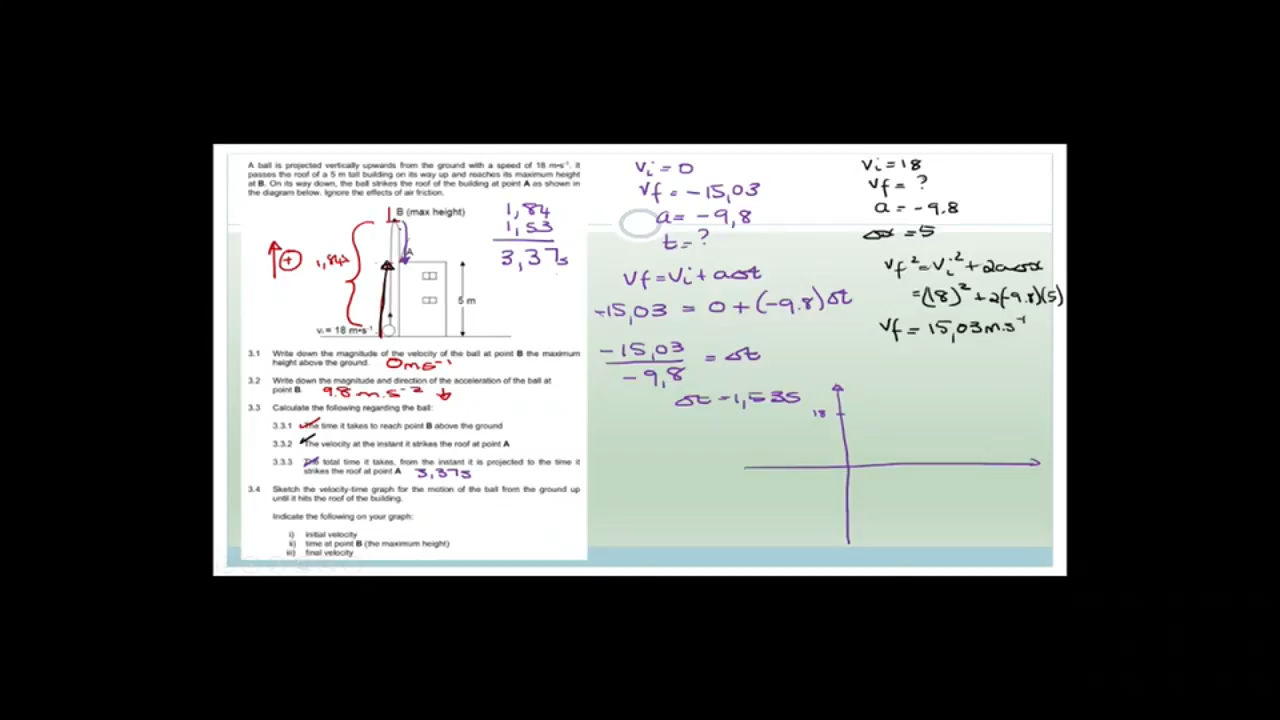 A ball is projected vertically upwards from the ground with a speed of 18 m•s⁻¹. It
passes the roof of a 5 m tall building on its way up and reaches its maximum height
at B. On its way down, the ball strikes the roof of the building at point A as shown in
the diagram below. Ignore the effects of air friction.
B (max height)
A
+
1,84
5 m
vᵢ = 18 m•s⁻¹
1,84
1,53
3,37s
3.1 Write down the magnitude of the velocity of the ball at point B the maximum
height above the ground. 0m.s⁻¹
3.2 Write down the magnitude and direction of the acceleration of the ball at
point B. 9.8 m.s⁻² ↓
3.3 Calculate the following regarding the ball:
3.3.1 The time it takes to reach point B above the ground
3.3.2 The velocity at the instant it strikes the roof at point A
3.3.3 The total time it takes, from the instant it is projected to the time it
strikes the roof at point A 3,37s
3.4 Sketch the velocity-time graph for the motion of the ball from the ground up
until it hits the roof of the building.
Indicate the following on your graph:
i) initial velocity
ii) time at point B (the maximum height)
iii) final velocity
Vi = 0
Vf = -15,03
a = -9,8
t = ?
Vf = Vi + aΔt
-15,03 = 0 + (-9.8)Δt
-15,03
-9,8
= Δt
Δt = 1,53s
Vi = 18
Vf = ?
a = -9.8
Δx = 5
Vf² = Vi² + 2aΔx
= (18)² + 2(-9.8)(5)
Vf = 15,03 m.s⁻¹
18